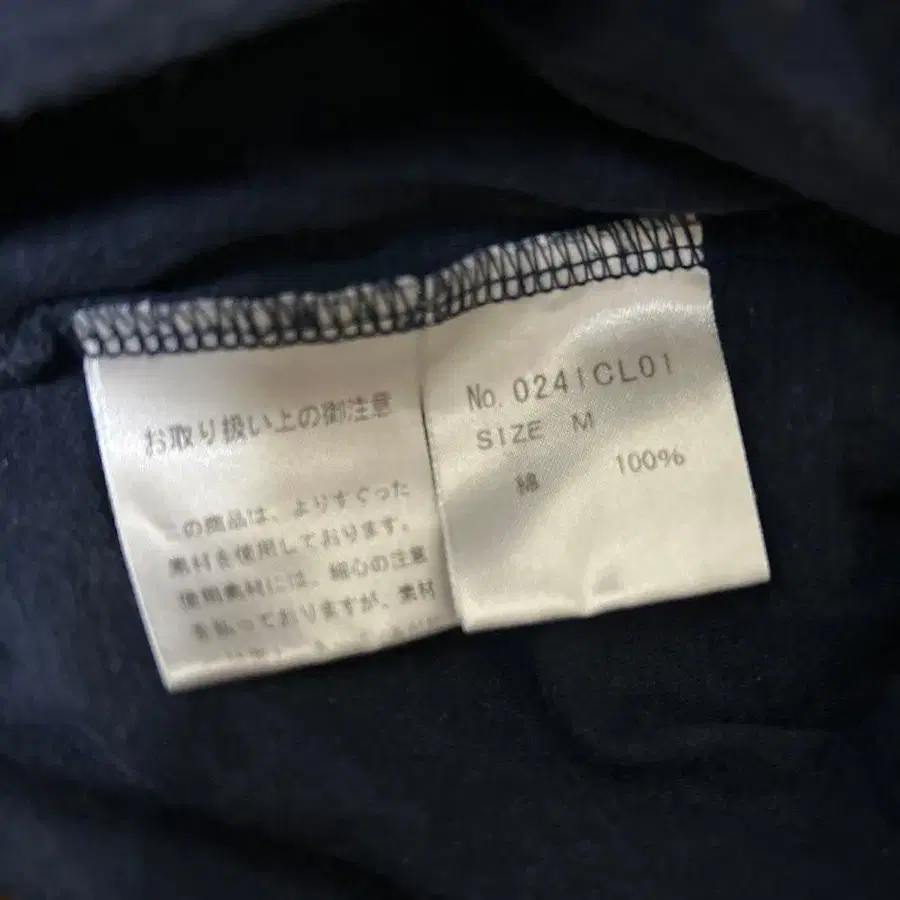 お取り扱い上の御注意
この商品は、よりすぐった
素材を使用しております。
使用素材には、細心の注意
を払っておりますが、素材
No. 0241CL01
SIZE M
綿 100%